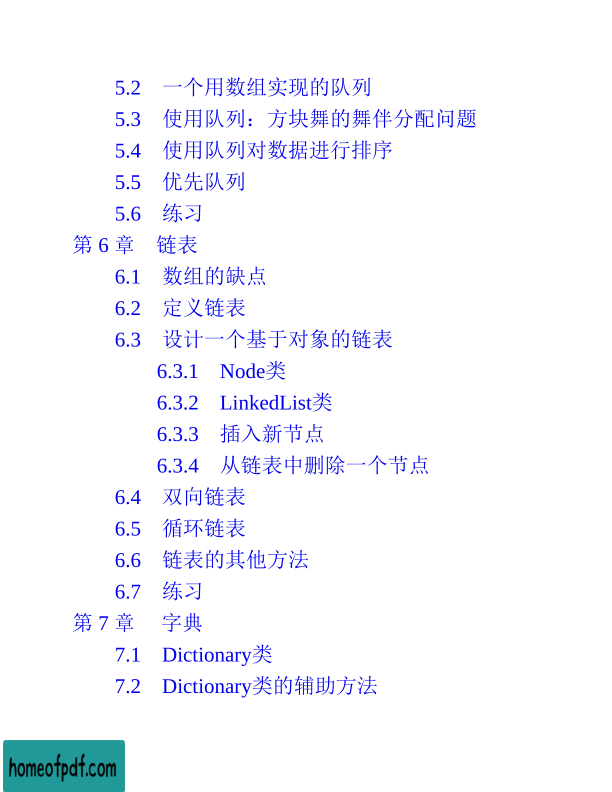 5.2 一个用数组实现的队列
5.3 使用队列：方块舞的舞伴分配问题
5.4 使用队列对数据进行排序
5.5 优先队列
5.6 练习
第 6 章 链表
6.1 数组的缺点
6.2 定义链表
6.3 设计一个基于对象的链表
6.3.1 Node类
6.3.2 LinkedList类
6.3.3 插入新节点
6.3.4 从链表中删除一个节点
6.4 双向链表
6.5 循环链表
6.6 链表的其他方法
6.7 练习
第 7 章 字典
7.1 Dictionary类
7.2 Dictionary类的辅助方法
homeofpdf.com